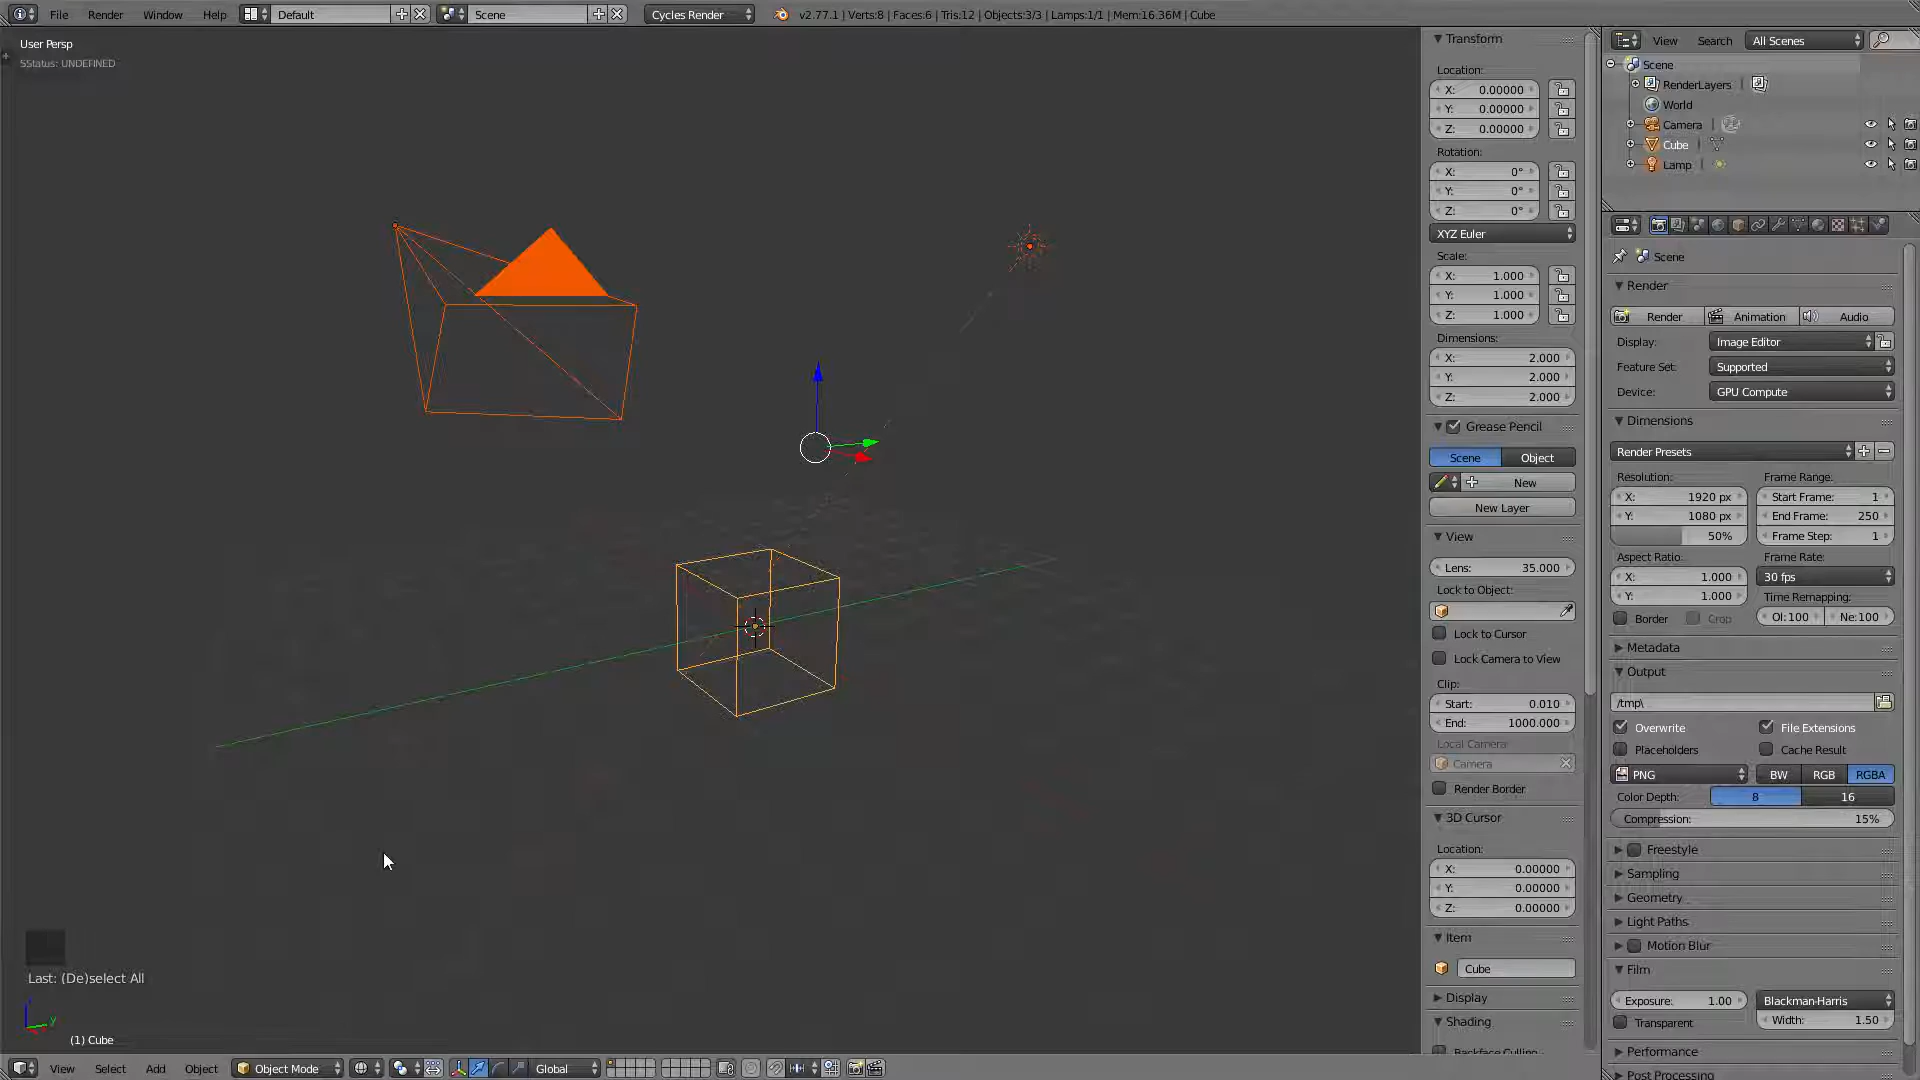 File Render Window Help Default Scene Cycles Render v2.77.1 | Verts:8 | Faces:6 | Tris:12 | Objects:3/3 | Lamps:1/1 | Mem:16.36M | Cube
User Persp
SStatus: UNDEFINED
Last: (De)select All
y
(1) Cube
View Select Add Object Object Mode Global
Transform
Location:
X: 0.00000
Y: 0.00000
Z: 0.00000
Rotation:
X: 0°
Y: 0°
Z: 0°
XYZ Euler
Scale:
X: 1.000
Y: 1.000
Z: 1.000
Dimensions:
X: 2.000
Y: 2.000
Z: 2.000
Grease Pencil
Scene Object
New
New Layer
View
Lens: 35.000
Lock to Object:
Lock to Cursor
Lock Camera to View
Clip:
Start: 0.010
End: 1000.000
Local Camera:
Camera
Render Border
3D Cursor
Location:
X: 0.00000
Y: 0.00000
Z: 0.00000
Item
Cube
Display
Shading
Backface Culling
View Search All Scenes
Scene
RenderLayers |
World
Camera |
Cube |
Lamp |
Scene
Render
Render Animation Audio
Display: Image Editor
Feature Set: Supported
Device: GPU Compute
Dimensions
Render Presets
Resolution: Frame Range:
X: 1920 px Start Frame: 1
Y: 1080 px End Frame: 250
50% Frame Step: 1
Aspect Ratio: Frame Rate:
X: 1.000 30 fps
Y: 1.000 Time Remapping:
Border Crop Ol:100 Ne:100
Metadata
Output
/tmp\
Overwrite File Extensions
Placeholders Cache Result
PNG BW RGB RGBA
Color Depth: 8 16
Compression: 15%
Freestyle
Sampling
Geometry
Light Paths
Motion Blur
Film
Exposure: 1.00 Blackman-Harris
Transparent Width: 1.50
Performance
Post Processing